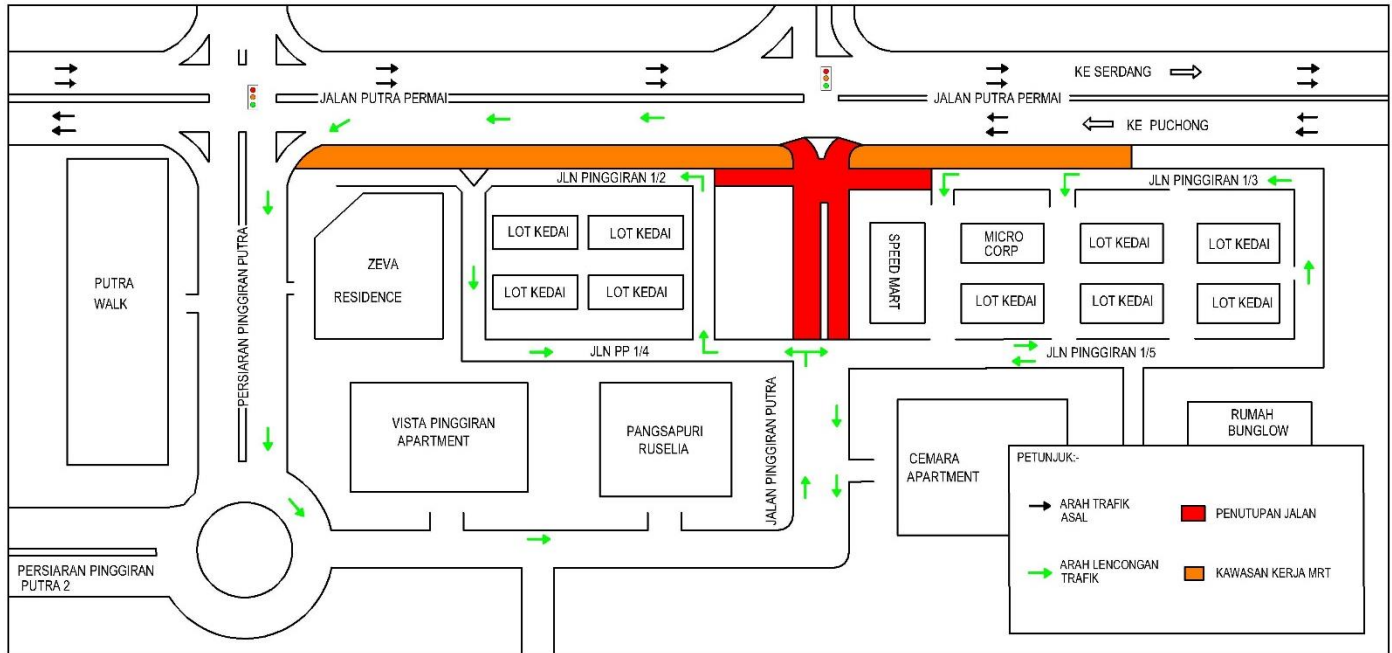 KE SERDANG
JALAN PUTRA PERMAI
JALAN PUTRA PERMAI
KE PUCHONG
JLN PINGGIRAN 1/2
JLN PINGGIRAN 1/3
LOT KEDAI
LOT KEDAI
SPEED MART
MICRO
CORP
LOT KEDAI
LOT KEDAI
ZEVA
RESIDENCE
PUTRA
WALK
PERSIARAN PINGGIRAN PUTRA
LOT KEDAI
LOT KEDAI
LOT KEDAI
LOT KEDAI
LOT KEDAI
JLN PP 1/4
JLN PINGGIRAN 1/5
JALAN PINGGIRAN PUTRA
VISTA PINGGIRAN
APARTMENT
PANGSAPURI
RUSELIA
CEMARA
APARTMENT
RUMAH
BUNGLOW
PETUNJUK:-
ARAH TRAFIK
ASAL
PENUTUPAN JALAN
ARAH LENCONGAN
TRAFIK
KAWASAN KERJA MRT
PERSIARAN PINGGIRAN
PUTRA 2